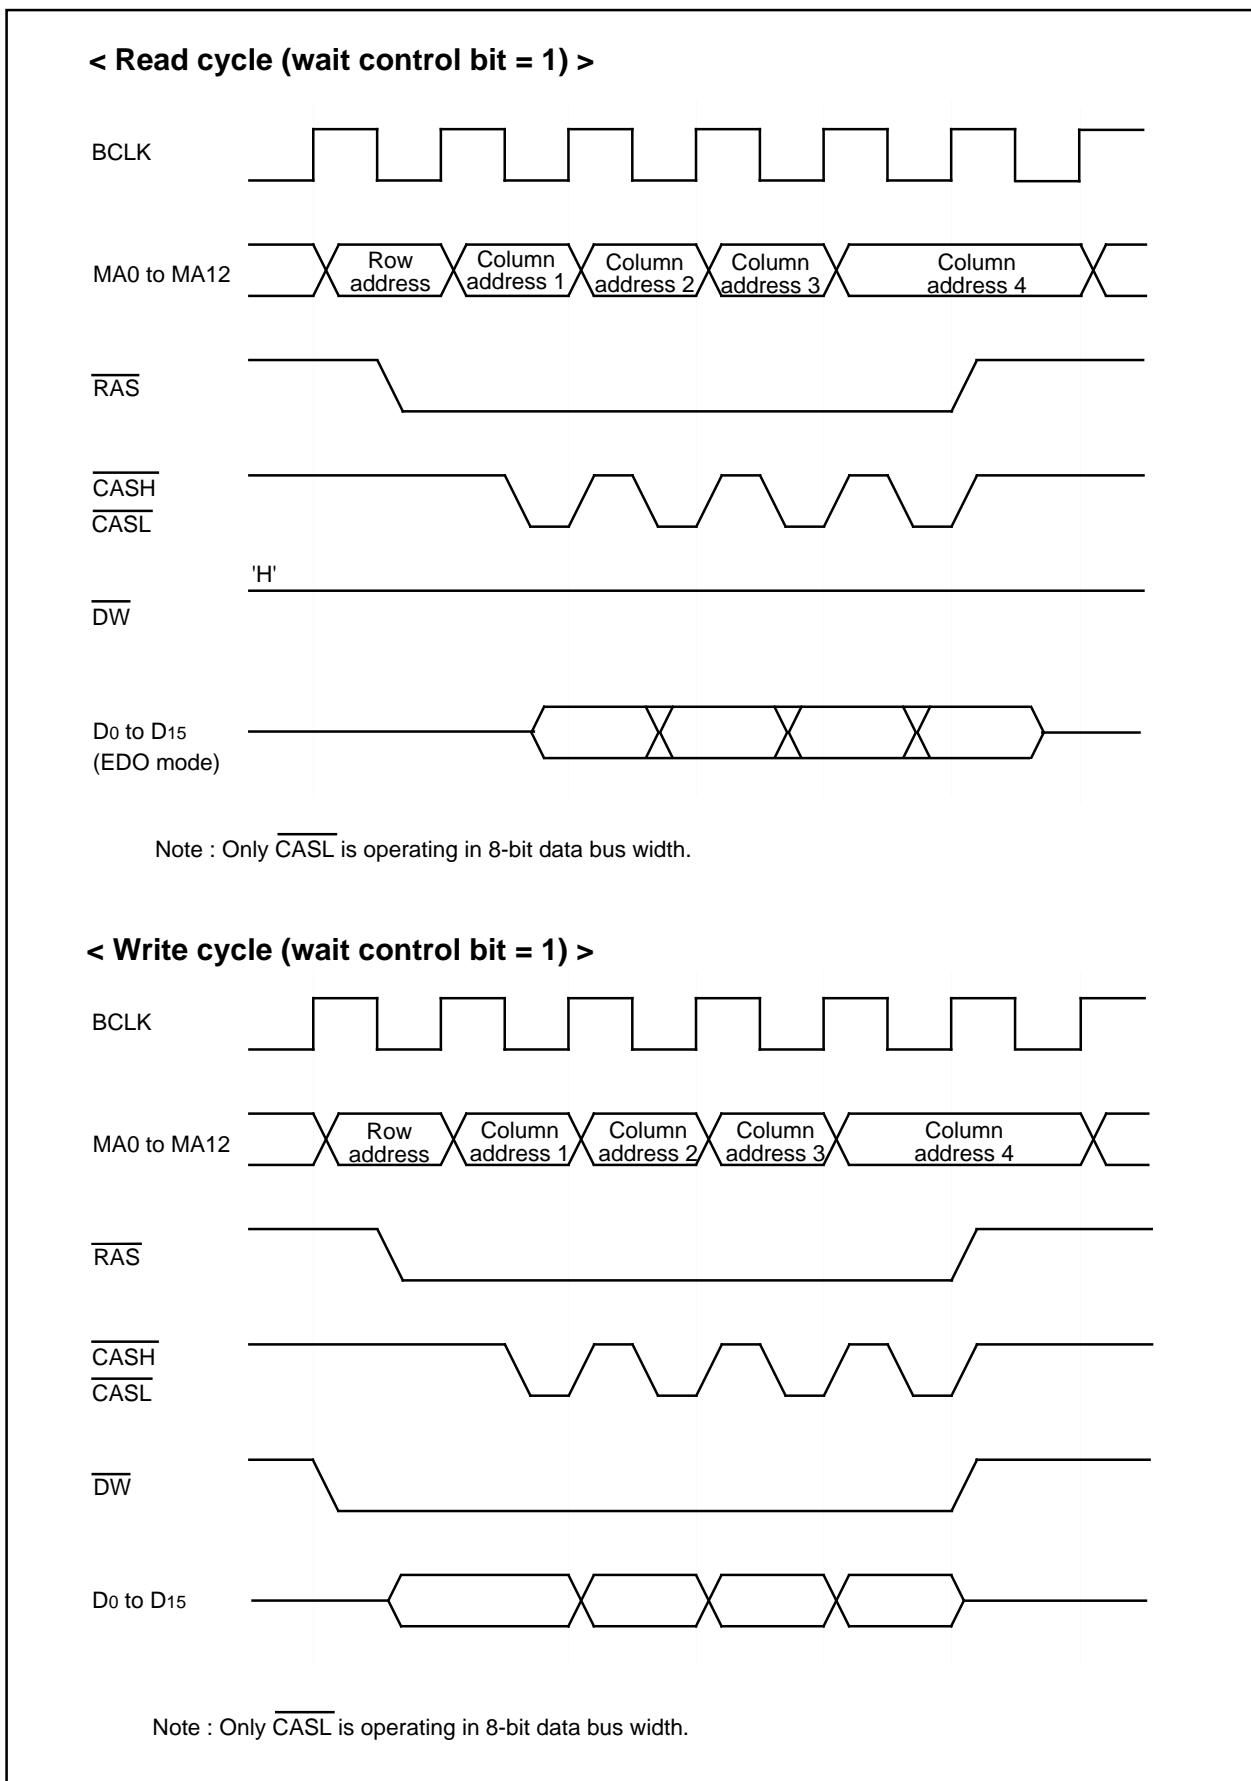 < Read cycle (wait control bit = 1) >
BCLK
MA0 to MA12
Row
address
Column
address 1
Column
address 2
Column
address 3
Column
address 4
RAS
CASH
CASL
'H'
DW
D0 to D15
(EDO mode)
Note : Only CASL is operating in 8-bit data bus width.
< Write cycle (wait control bit = 1) >
BCLK
MA0 to MA12
Row
address
Column
address 1
Column
address 2
Column
address 3
Column
address 4
RAS
CASH
CASL
DW
D0 to D15
Note : Only CASL is operating in 8-bit data bus width.